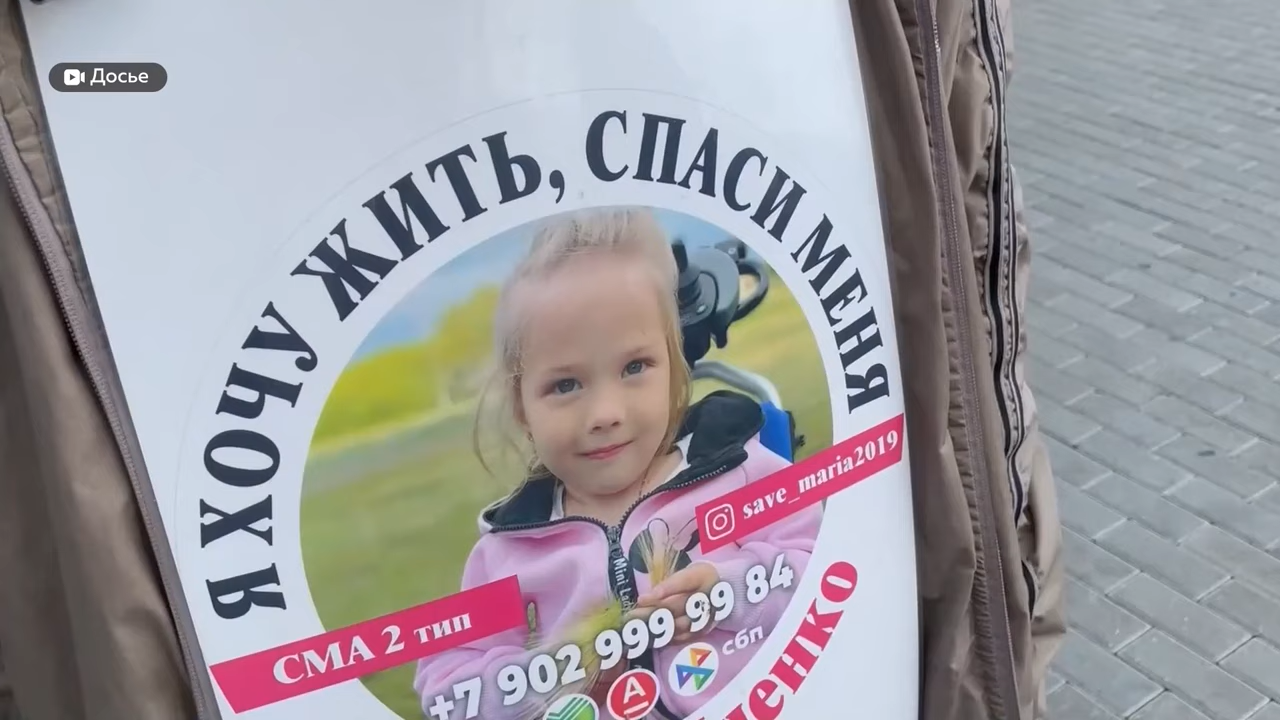 Досье
Я ХОЧУ ЖИТЬ, СПАСИ МЕНЯ
save_maria2019
СМА 2 тип
+7 902 999 99 84
сбп